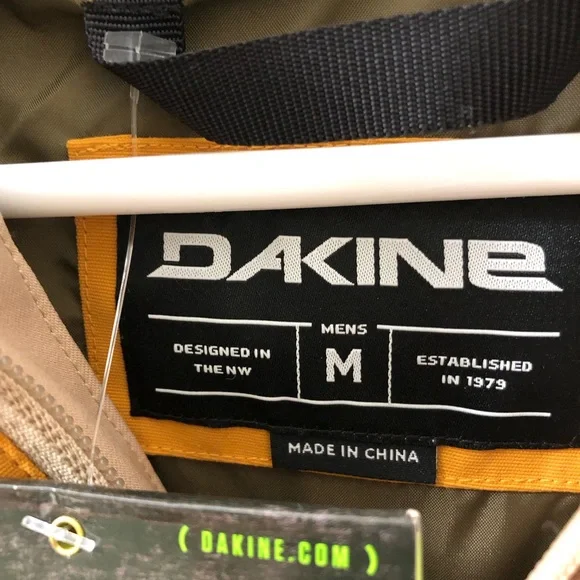 DAKINE
MENS
DESIGNED IN
THE NW
M
ESTABLISHED
IN 1979
MADE IN CHINA
( DAKINE.COM )